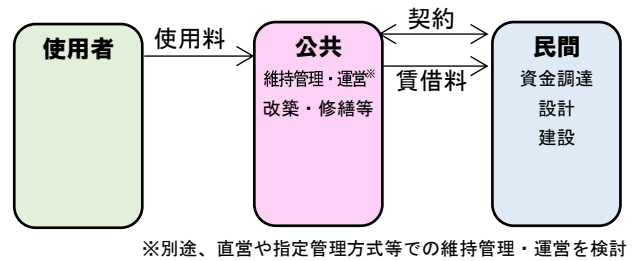 使用者
使用料
公共
維持管理・運営※
改築・修繕等
契約
賃借料
民間
資金調達
設計
建設
※別途、直営や指定管理方式等での維持管理・運営を検討